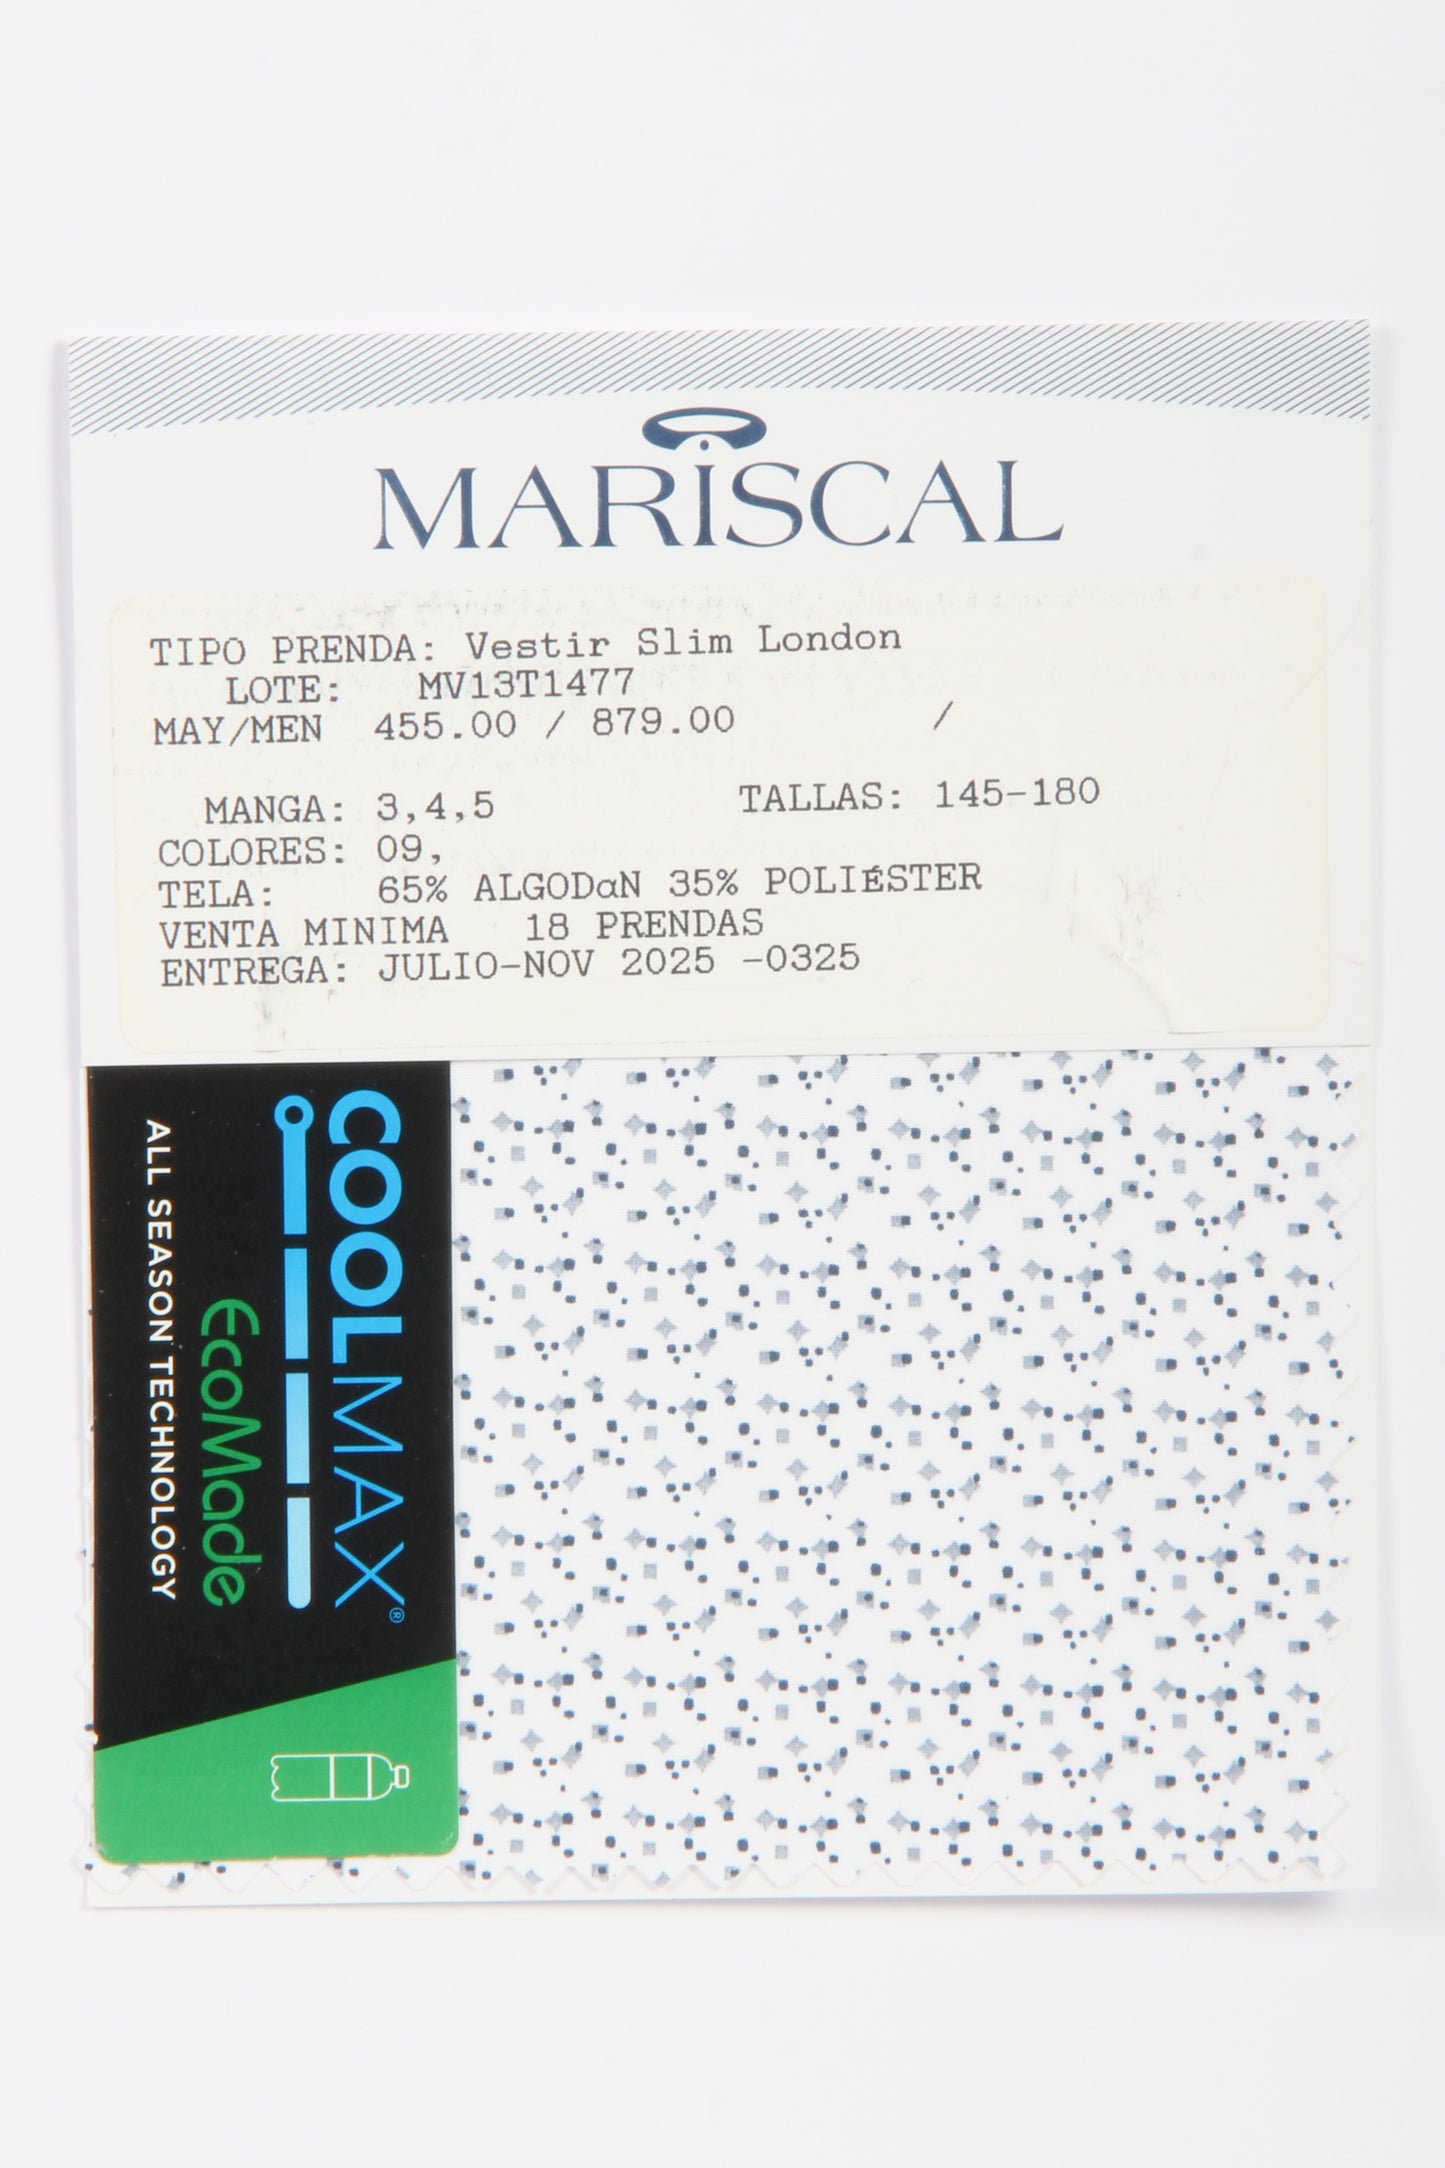 MARISCAL
TIPO PRENDA: Vestir Slim London
LOTE: MV13T1477
MAY/MEN 455.00 / 879.00 /
MANGA: 3,4,5 TALLAS: 145-180
COLORES: 09,
TELA: 65% ALGODαN 35% POLIÉSTER
VENTA MINIMA 18 PRENDAS
ENTREGA: JULIO-NOV 2025 -0325
COOLMAX®
EcoMade
ALL SEASON TECHNOLOGY